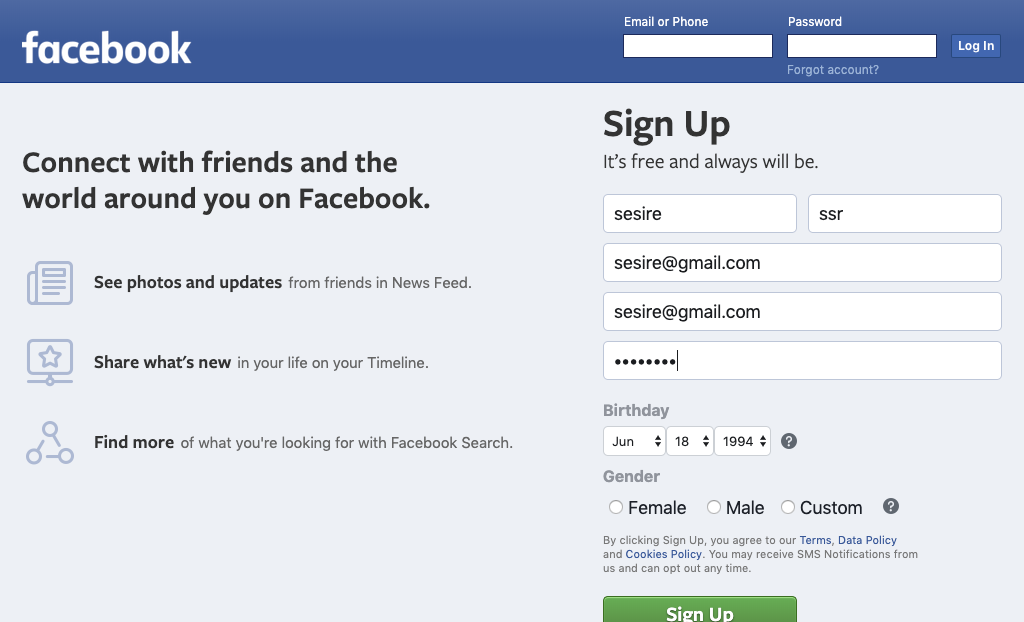 facebook
Email or Phone
Password
Log In
Forgot account?
Sign Up
It's free and always will be.
Connect with friends and the
world around you on Facebook.
See photos and updates from friends in News Feed.
Share what's new in your life on your Timeline.
Find more of what you're looking for with Facebook Search.
sesire ssr
sesire@gmail.com
sesire@gmail.com
••••••••
Birthday
Jun 18 1994 ?
Gender
Female Male Custom ?
By clicking Sign Up, you agree to our Terms, Data Policy
and Cookies Policy. You may receive SMS Notifications from
us and can opt out any time.
Sign Up